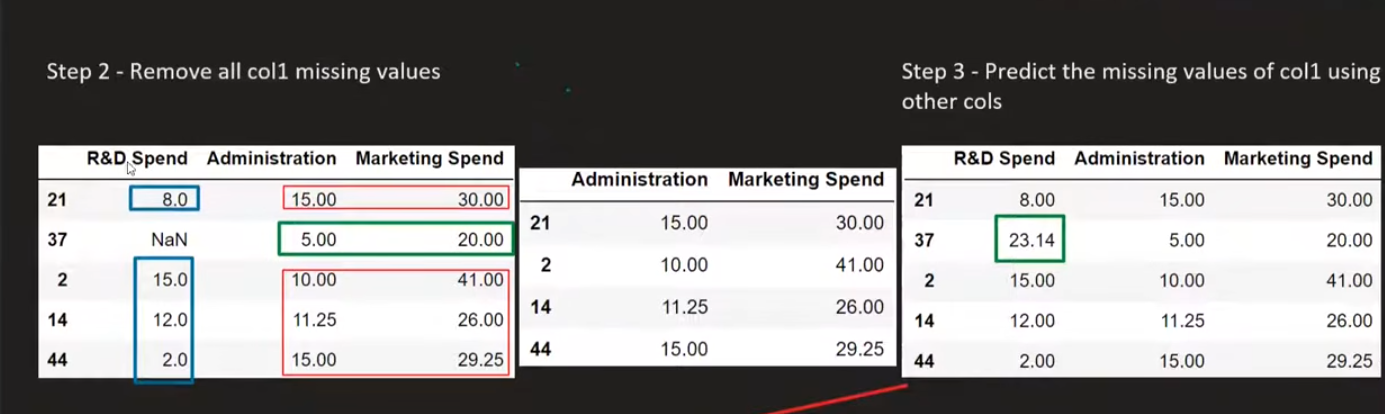 Step 2 - Remove all col1 missing values
R&D Spend Administration Marketing Spend
21 8.0 15.00 30.00
37 NaN 5.00 20.00
2 15.0 10.00 41.00
14 12.0 11.25 26.00
44 2.0 15.00 29.25
Administration Marketing Spend
21 15.00 30.00
2 10.00 41.00
14 11.25 26.00
44 15.00 29.25
Step 3 - Predict the missing values of col1 using
other cols
R&D Spend Administration Marketing Spend
21 8.00 15.00 30.00
37 23.14 5.00 20.00
2 15.00 10.00 41.00
14 12.00 11.25 26.00
44 2.00 15.00 29.25